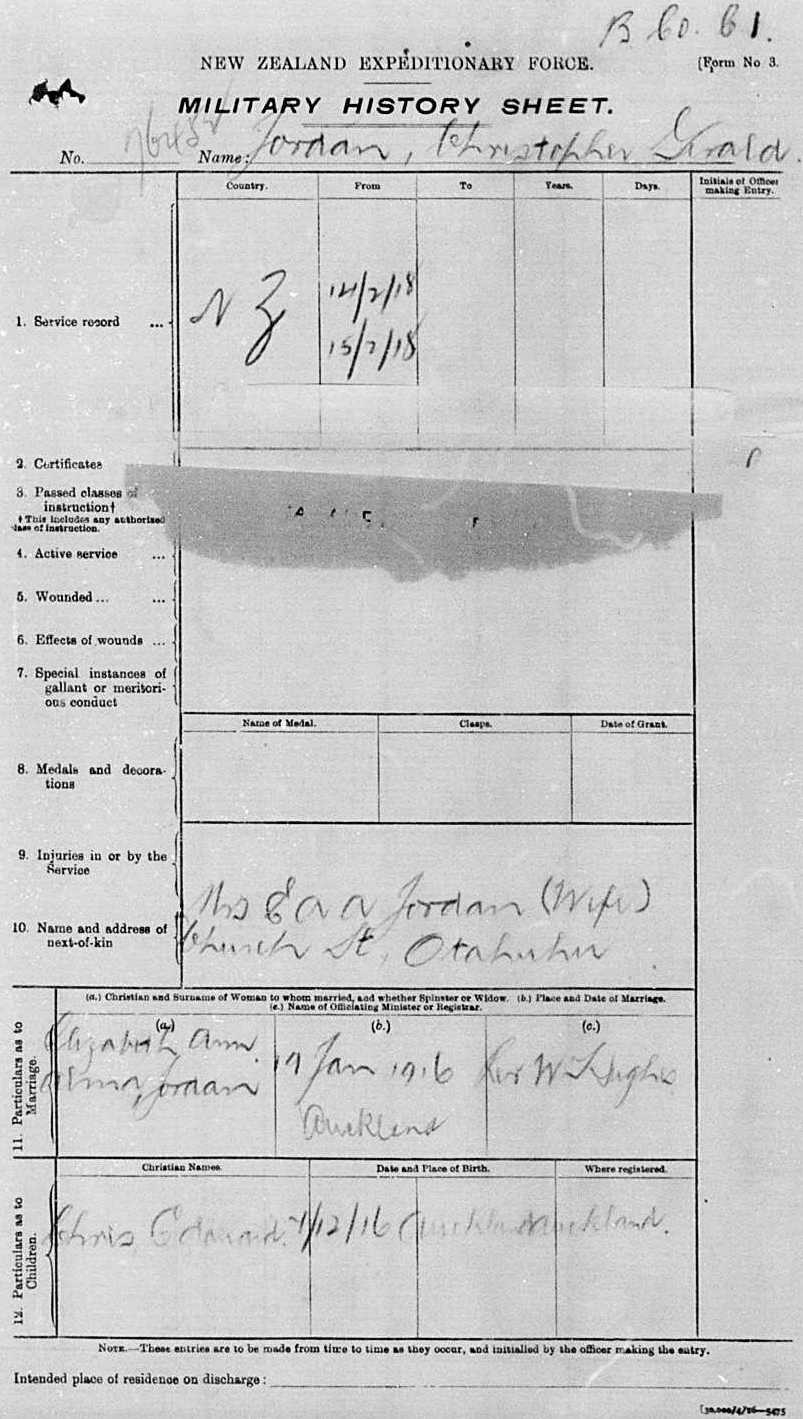 B Co. 61.
NEW ZEALAND EXPEDITIONARY FORCE.
(Form No 3.
MILITARY HISTORY SHEET.
No. Name: Jordan, Christopher Gerald.
Country. From To Years. Days. Initials of Officer making Entry.
1. Service record ...
N Z
14/2/18
15/2/18
2. Certificates
3. Passed classes of
instruction†
† This includes any authorised
class of instruction.
4. Active service ...
5. Wounded ... ...
6. Effects of wounds ...
7. Special instances of
gallant or meritori-
ous conduct
Name of Medal. Clasps. Date of Grant.
8. Medals and decora-
tions
9. Injuries in or by the
Service
10. Name and address of
next-of-kin
Mrs E A A Jordan (Wife)
Church St, Otahuhu
11. Particulars as to
Marriage.
(a.) Christian and Surname of Woman to whom married, and whether Spinster or Widow. (b.) Place and Date of Marriage.
(c.) Name of Officiating Minister or Registrar.
(a.) (b.) (c.)
Elizabeth Ann Jan 1916 Rev W
Jordan
Auckland
12. Particulars as to
Children.
Christian Names. Date and Place of Birth. Where registered.
Chris Edward /12/16 Auckland Auckland.
NOTE.—These entries are to be made from time to time as they occur, and initialled by the officer making the entry.
Intended place of residence on discharge:
[30,000/4/16—5475